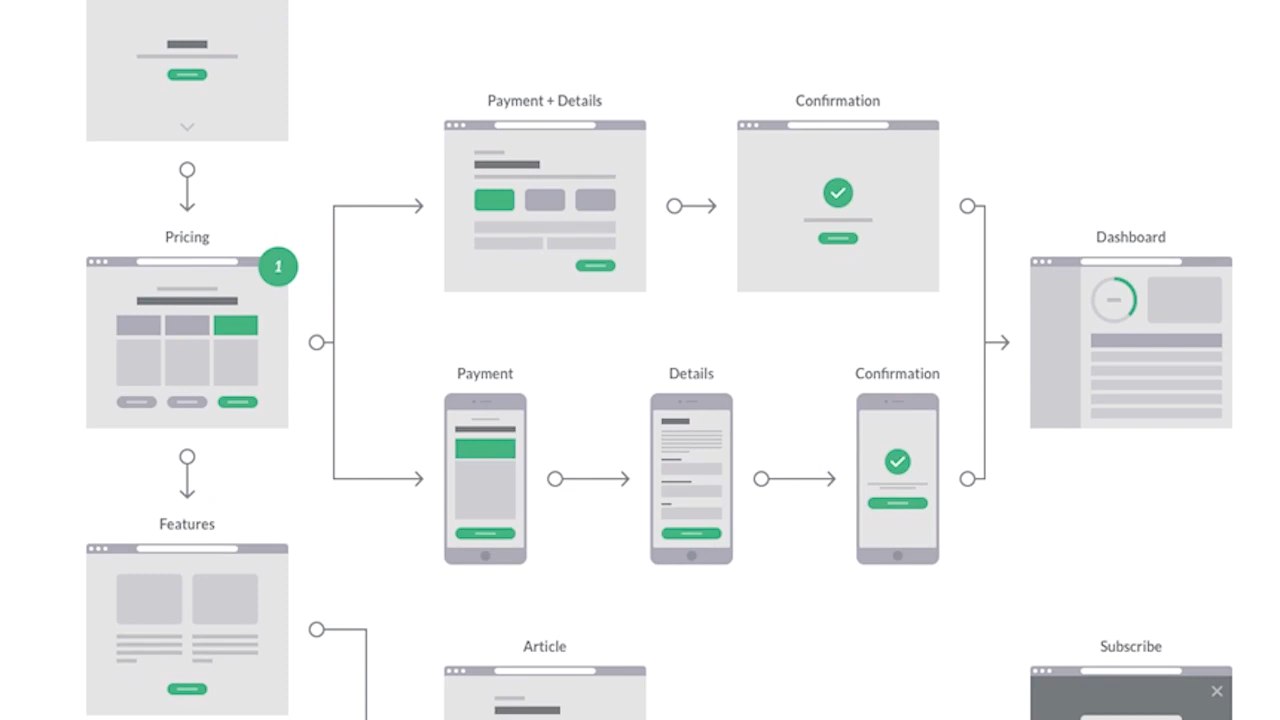 Payment + Details
Confirmation
Pricing
1
Dashboard
Payment
Details
Confirmation
Features
Article
Subscribe